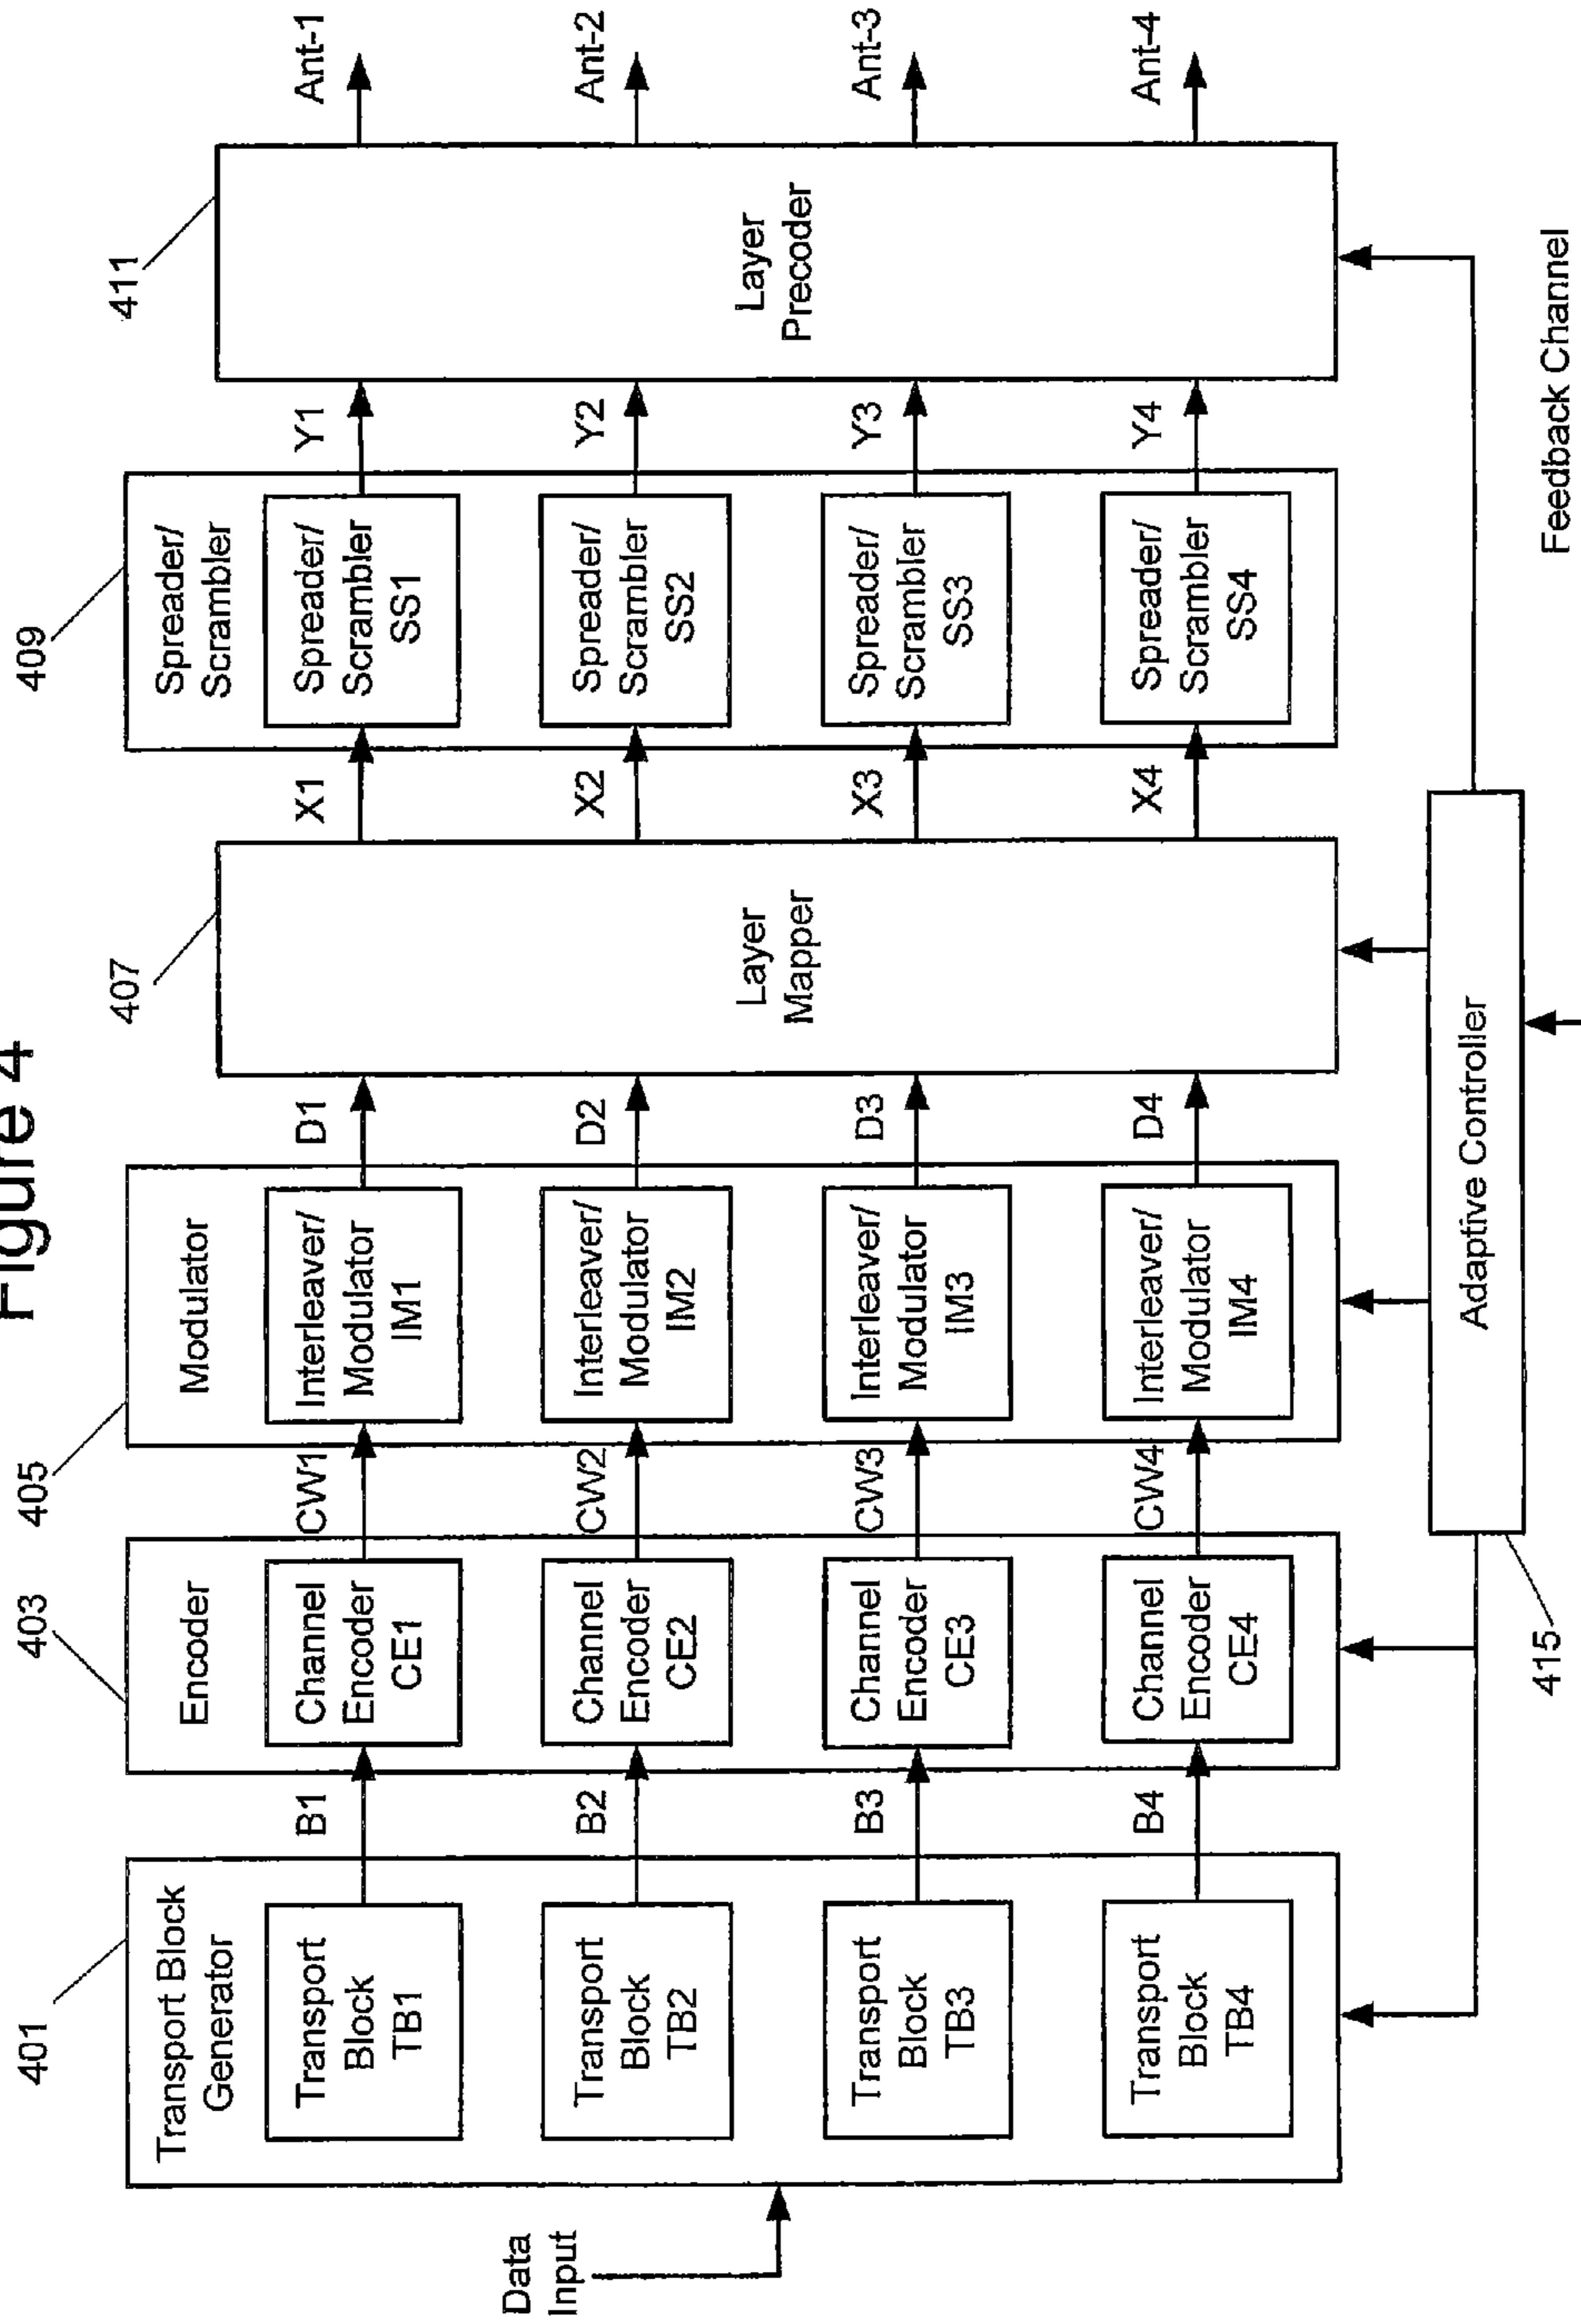 Figure 4
401
Transport Block
Generator
Transport
Block
TB1
Transport
Block
TB2
Transport
Block
TB3
Transport
Block
TB4
Data
Input
B1
B2
B3
B4
403
Encoder
Channel
Encoder
CE1
Channel
Encoder
CE2
Channel
Encoder
CE3
Channel
Encoder
CE4
CW1
CW2
CW3
CW4
405
Modulator
Interleaver/
Modulator
IM1
Interleaver/
Modulator
IM2
Interleaver/
Modulator
IM3
Interleaver/
Modulator
IM4
D1
D2
D3
D4
407
Layer
Mapper
X1
X2
X3
X4
409
Spreader/
Scrambler
Spreader/
Scrambler
SS1
Spreader/
Scrambler
SS2
Spreader/
Scrambler
SS3
Spreader/
Scrambler
SS4
Y1
Y2
Y3
Y4
411
Layer
Precoder
Ant-1
Ant-2
Ant-3
Ant-4
415
Adaptive Controller
Feedback Channel